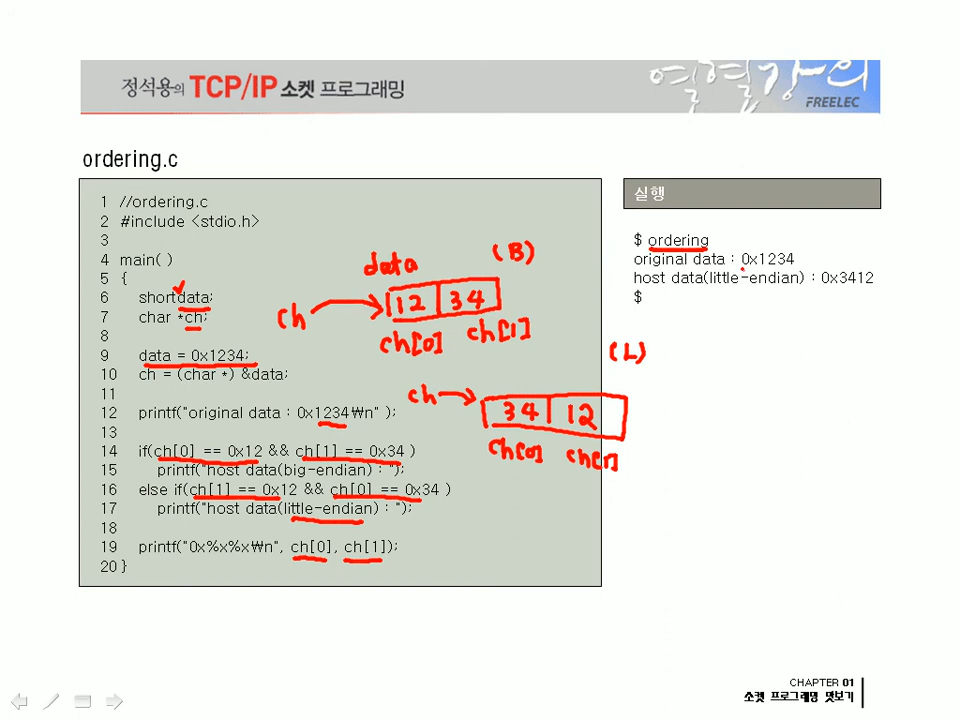 정석용의 TCP/IP 소켓 프로그래밍
열혈강의
FREELEC
ordering.c
1 //ordering.c
2 #include <stdio.h>
3
4 main( )
5 {
6 shortdata;
7 char *ch;
8
9 data = 0x1234;
10 ch = (char *) &data;
11
12 printf("original data : 0x1234₩n" );
13
14 if(ch[0] == 0x12 && ch[1] == 0x34 )
15 printf("host data(big-endian) : ");
16 else if(ch[1] == 0x12 && ch[0] == 0x34 )
17 printf("host data(little-endian) : ");
18
19 printf("0x%x%x₩n", ch[0], ch[1]);
20 }
data (B)
ch 12 34
ch[0] ch[1]
(L)
ch
34 12
ch[0] ch[1]
실행
$ ordering
original data : 0x1234
host data(little-endian) : 0x3412
$
CHAPTER 01
소켓 프로그래밍 맛보기